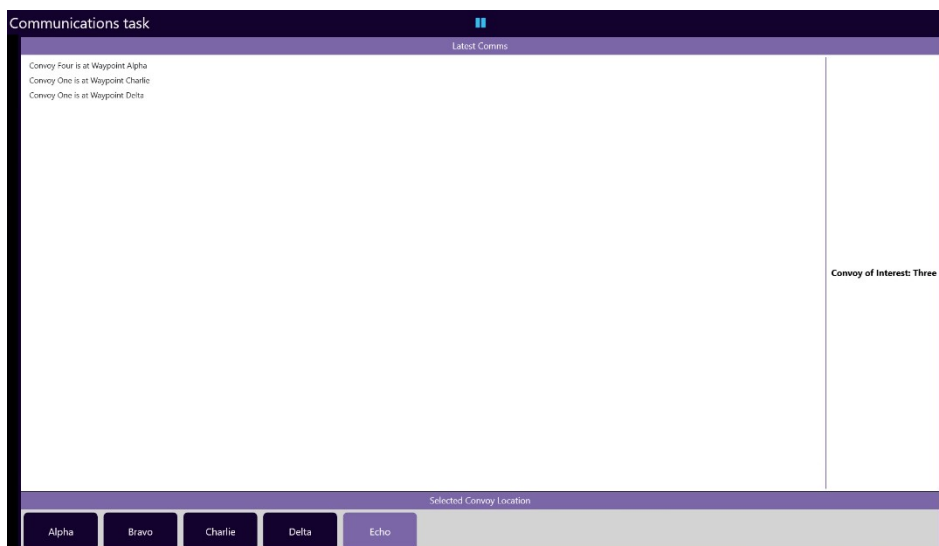 Communications task
Latest Comms
Convoy Four is at Waypoint Alpha
Convoy One is at Waypoint Charlie
Convoy One is at Waypoint Delta
Convoy of Interest: Three
Selected Convoy Location
Alpha Bravo Charlie Delta Echo